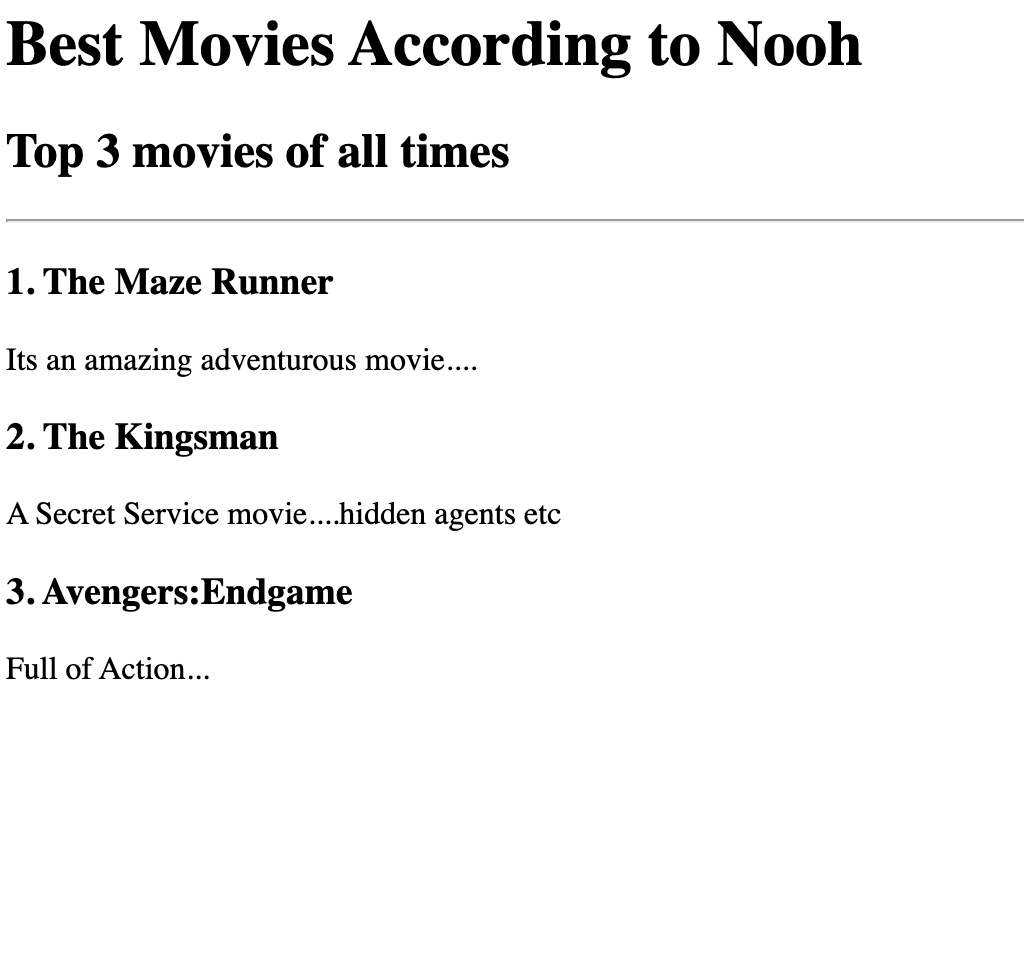 Best Movies According to Nooh
Top 3 movies of all times
1. The Maze Runner
Its an amazing adventurous movie....
2. The Kingsman
A Secret Service movie....hidden agents etc
3. Avengers:Endgame
Full of Action...